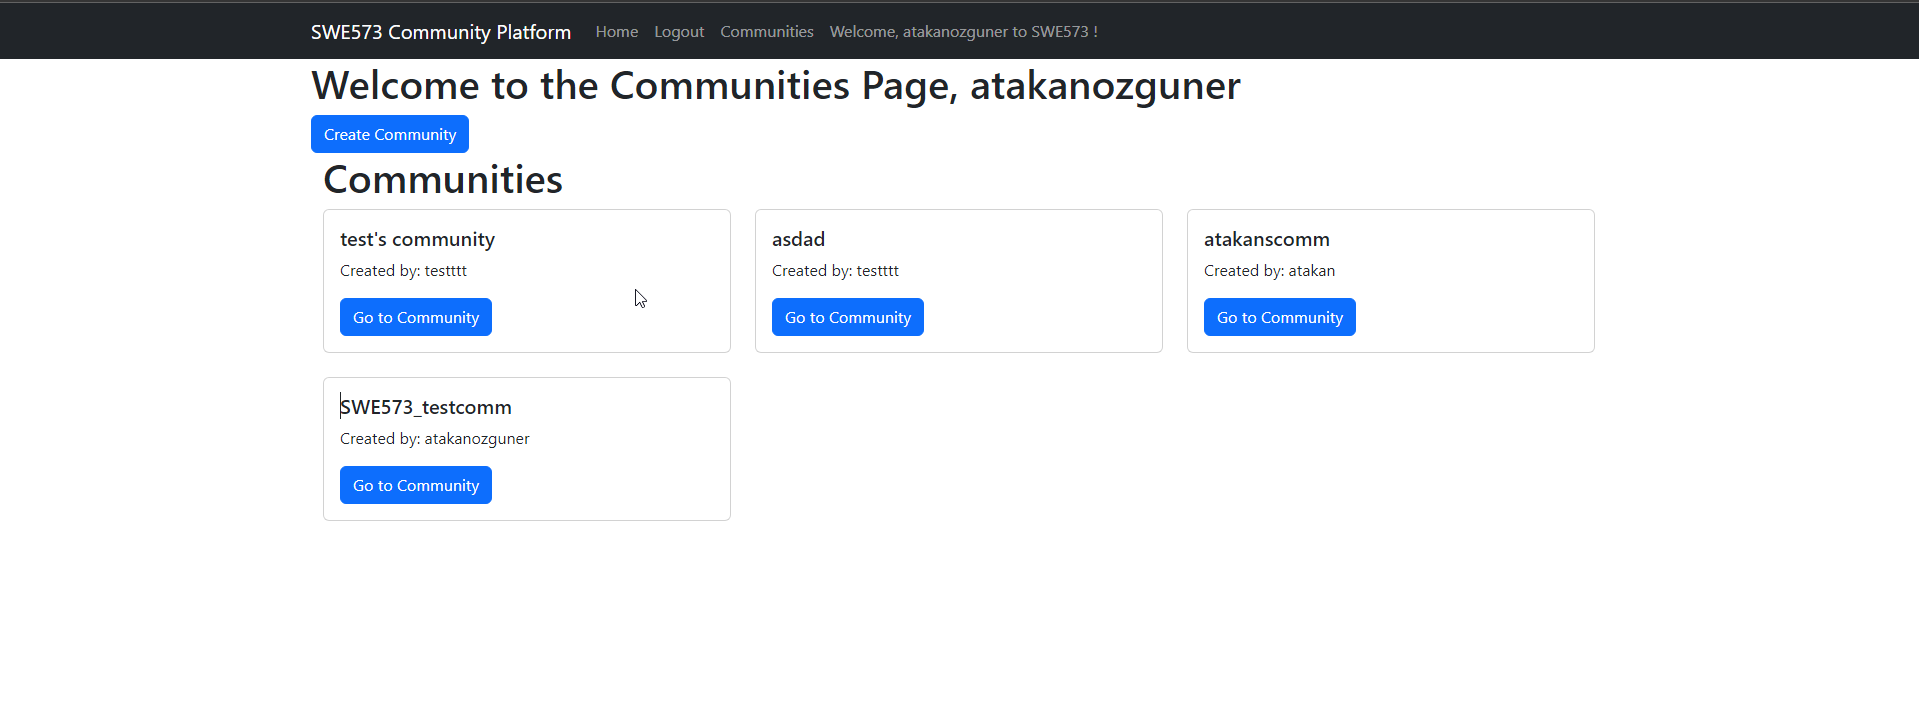 SWE573 Community Platform Home Logout Communities Welcome, atakanozguner to SWE573 !
Welcome to the Communities Page, atakanozguner
Create Community
Communities
test's community
Created by: testttt
Go to Community
asdad
Created by: testttt
Go to Community
atakanscomm
Created by: atakan
Go to Community
SWE573_testcomm
Created by: atakanozguner
Go to Community